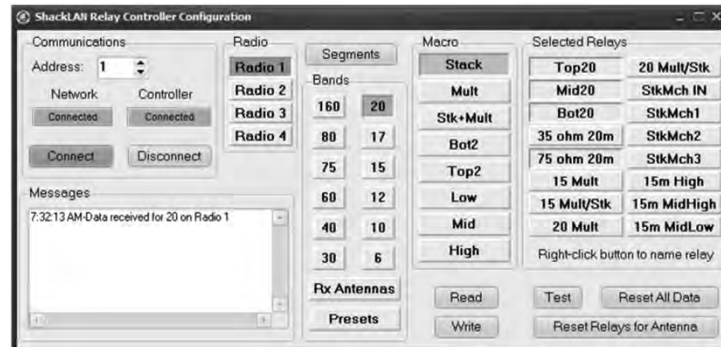 ShackLAN Relay Controller Configuration
Communications
Address: 1
Network Controller
Connected Connected
Connect Disconnect
Messages
7:32:13 AM-Data received for 20 on Radio 1
Radio
Radio 1
Radio 2
Radio 3
Radio 4
Segments
Bands
160 20
80 17
75 15
60 12
40 10
30 6
Rx Antennas
Presets
Macro
Stack
Mult
Stk+Mult
Bot2
Top2
Low
Mid
High
Read
Write
Selected Relays
Top20 20 Mult/Stk
Mid20 StkMch IN
Bot20 StkMch1
35 ohm 20m StkMch2
75 ohm 20m StkMch3
15 Mult 15m High
15 Mult/Stk 15m MidHigh
20 Mult 15m MidLow
Right-click button to name relay
Test Reset All Data
Reset Relays for Antenna